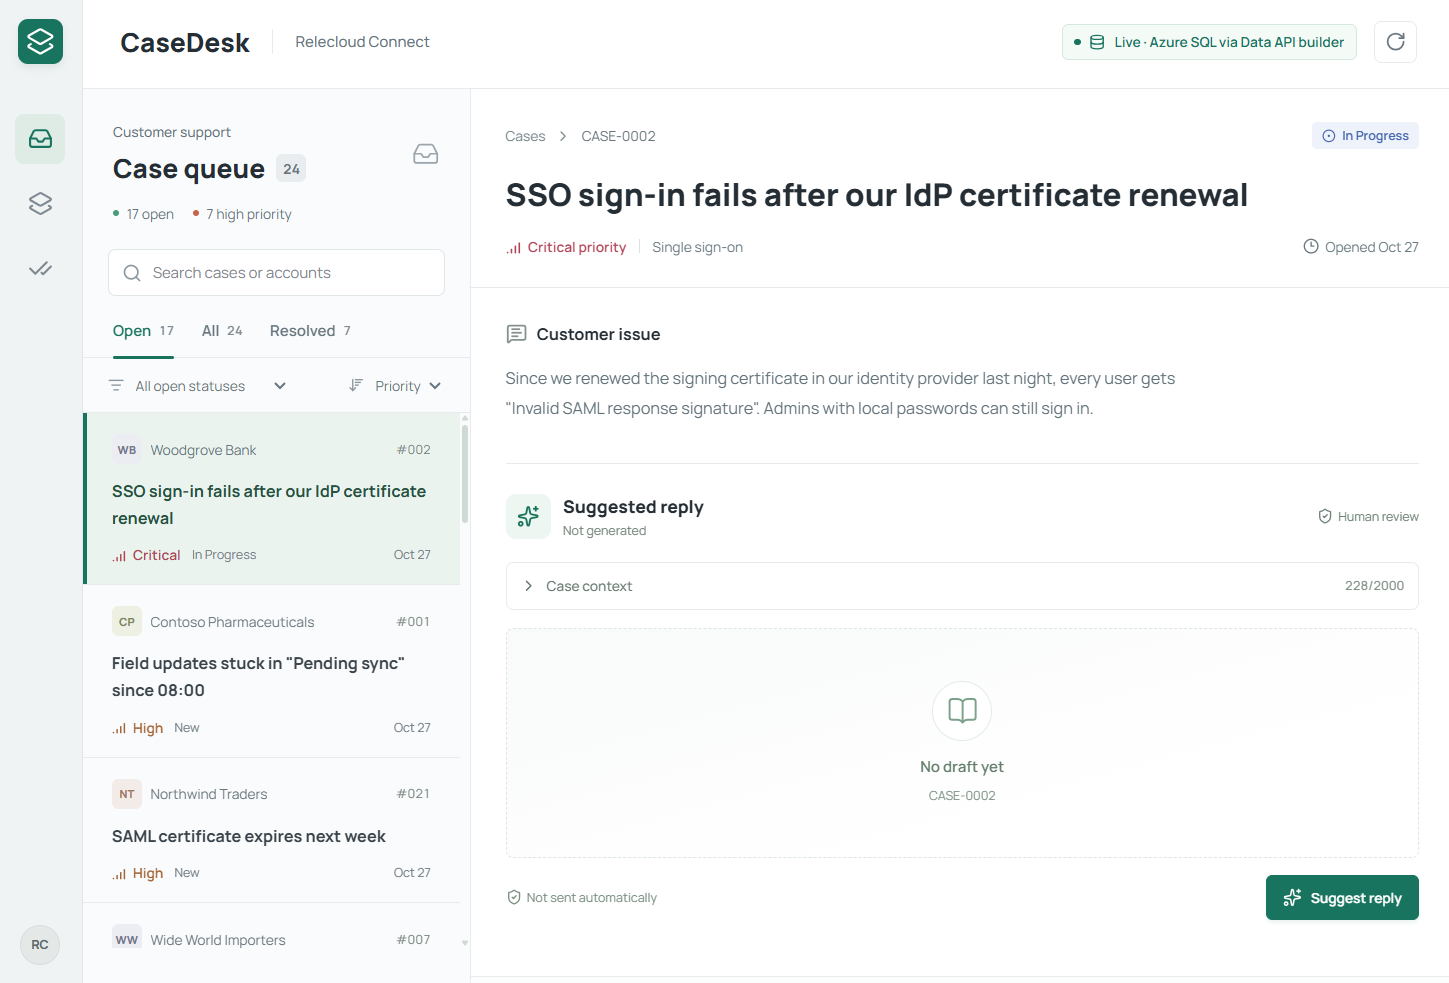 CaseDesk
Relecloud Connect
Live · Azure SQL via Data API builder
Customer support
Case queue 24
17 open 7 high priority
Search cases or accounts
Open 17 All 24 Resolved 7
All open statuses Priority
WB Woodgrove Bank #002
SSO sign-in fails after our IdP certificate
renewal
Critical In Progress Oct 27
CP Contoso Pharmaceuticals #001
Field updates stuck in "Pending sync"
since 08:00
High New Oct 27
NT Northwind Traders #021
SAML certificate expires next week
High New Oct 27
WW Wide World Importers #007
RC
Cases CASE-0002
In Progress
SSO sign-in fails after our IdP certificate renewal
Critical priority Single sign-on
Opened Oct 27
Customer issue
Since we renewed the signing certificate in our identity provider last night, every user gets
"Invalid SAML response signature". Admins with local passwords can still sign in.
Suggested reply
Not generated
Human review
Case context 228/2000
No draft yet
CASE-0002
Not sent automatically
Suggest reply